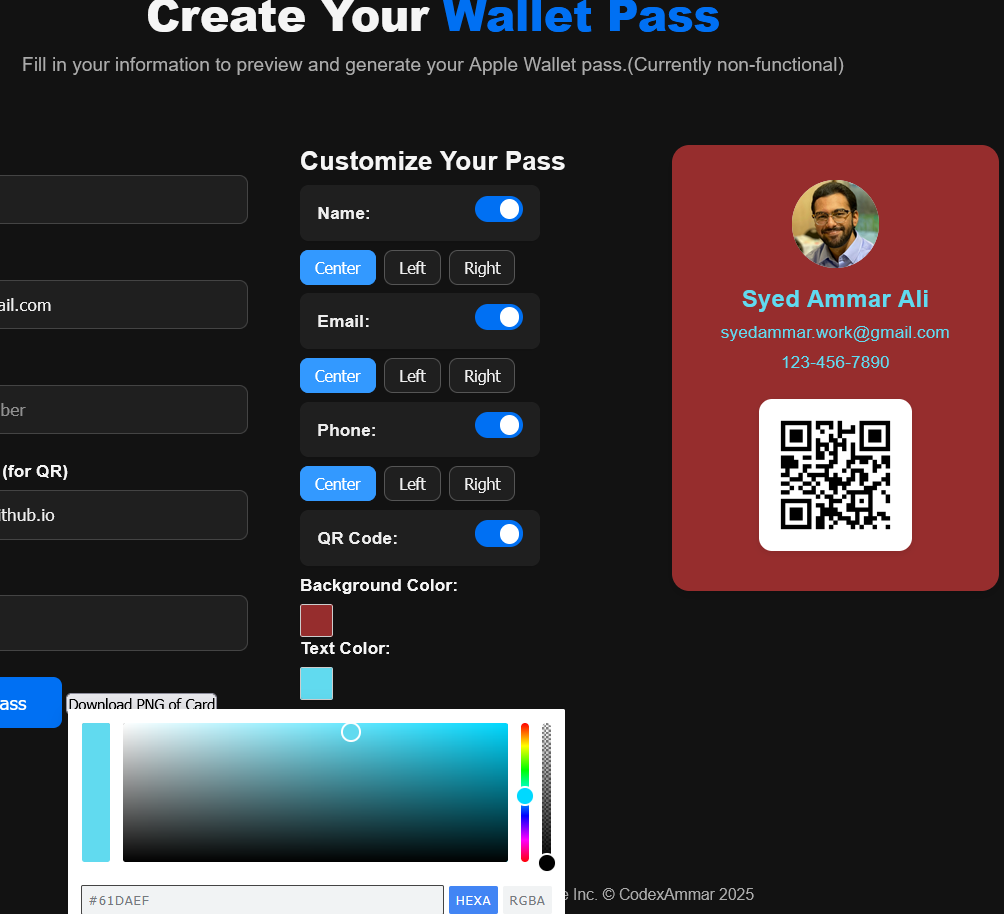 Create Your Wallet Pass
Fill in your information to preview and generate your Apple Wallet pass.(Currently non-functional)
ail.com
ber
(for QR)
ithub.io
ass
Download PNG of Card
Customize Your Pass
Name:
Center Left Right
Email:
Center Left Right
Phone:
Center Left Right
QR Code:
Background Color:
Text Color:
#61DAEF HEXA RGBA
Syed Ammar Ali
syedammar.work@gmail.com
123-456-7890
e Inc. © CodexAmmar 2025